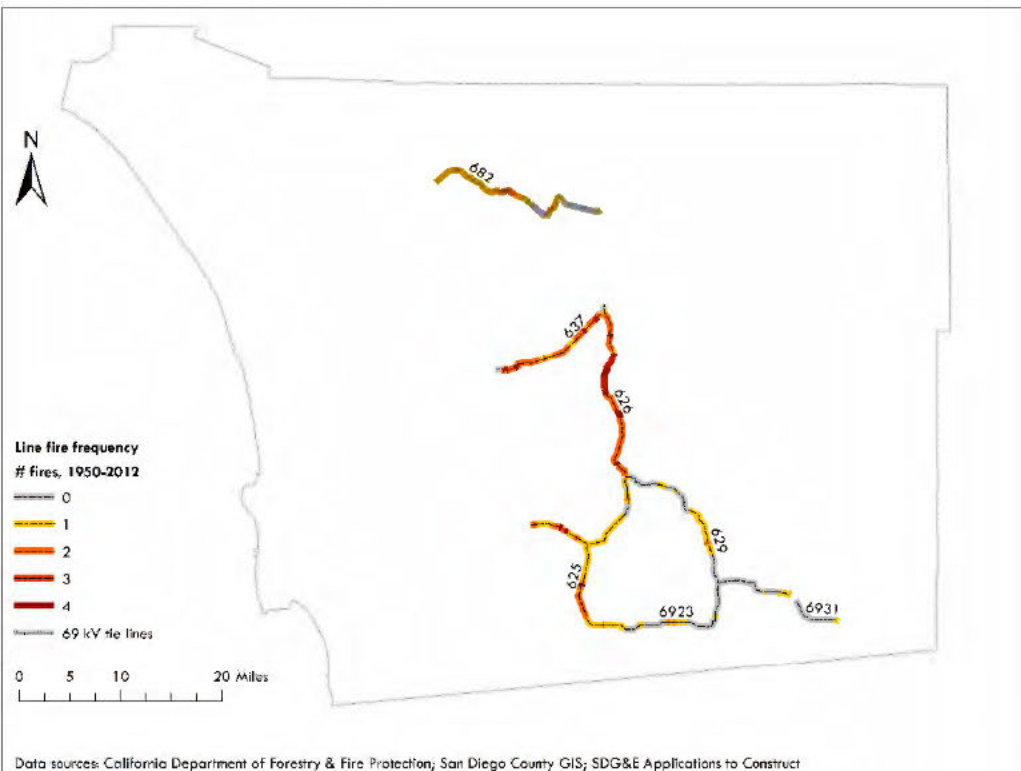 N
682
637
626
629
625
6923
6931
Line fire frequency
# fires, 1950-2012
0
1
2
3
4
69 kV tie lines
0 5 10 20 Miles
Data sources: California Department of Forestry & Fire Protection; San Diego County GIS; SDG&E Applications to Construct